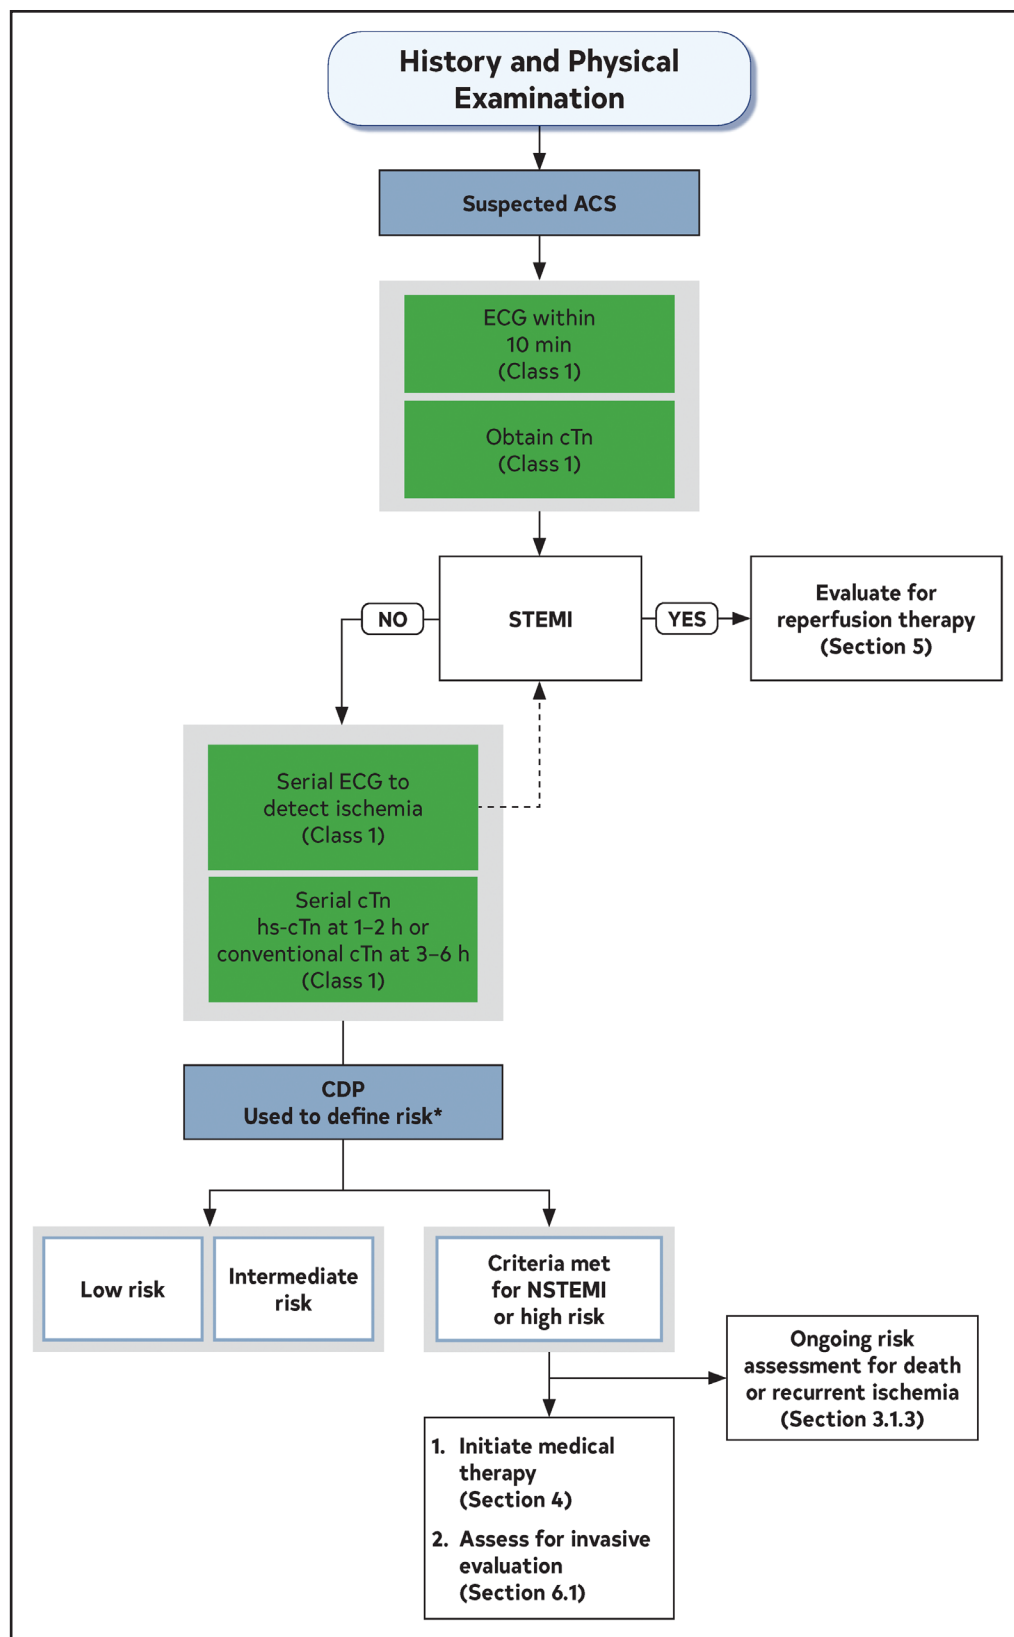 History and Physical
Examination
Suspected ACS
ECG within
10 min
(Class 1)
Obtain cTn
(Class 1)
NO
STEMI
YES
Evaluate for
reperfusion therapy
(Section 5)
Serial ECG to
detect ischemia
(Class 1)
Serial cTn
hs-cTn at 1–2 h or
conventional cTn at 3–6 h
(Class 1)
CDP
Used to define risk*
Low risk
Intermediate
risk
Criteria met
for NSTEMI
or high risk
Ongoing risk
assessment for death
or recurrent ischemia
(Section 3.1.3)
1. Initiate medical
therapy
(Section 4)
2. Assess for invasive
evaluation
(Section 6.1)